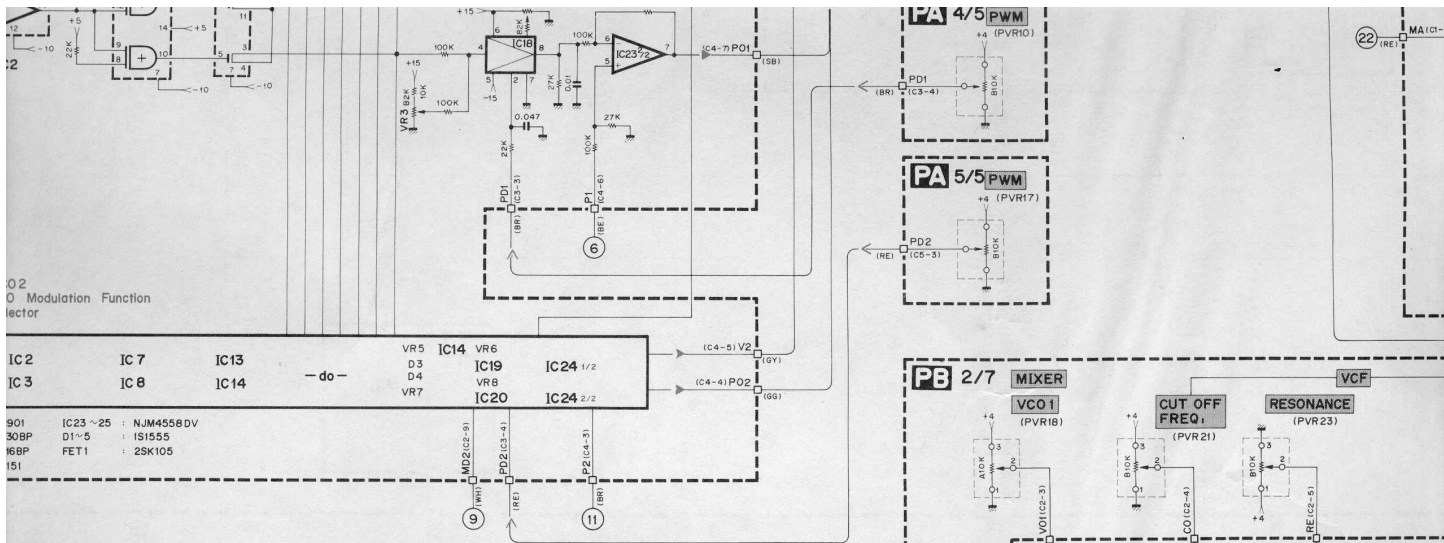 12
+5
-10
22K
9
8
10
14
+5
7
-10
11
3
5
4
7
-10
C2
+15
6
82K
IC18
4
8
5
2
7
-15
100K
+15
82K
10K
VR3
100K
0.047
22K
27K
100K
0.01
6
5
+
7
IC23 2/2
27K
100K
PD1
(C3-3)
(BR)
P1
(C4-6)
(BE)
6
(C4-7) PO1
(SB)
PA 4/5 PWM
(PVR10)
B10K
PD1
(C3-4)
(BR)
PA 5/5 PWM
(PVR17)
+4
B10K
PD2
(C5-3)
(RE)
22
(RE)
MA(C1-
CO2
O Modulation Function
lector
IC2 IC7 IC13
IC3 IC8 IC14
-do-
VR5 IC14 VR6
D3 IC19 IC24 1/2
D4 VR8
VR7 IC20 IC24 2/2
(C4-5) V2
(GY)
(C4-4) PO2
(GG)
901 IC23~25 : NJM4558DV
30BP D1~5 : IS1555
16BP FET1 : 2SK105
151
MD2(C2-9)
(WH)
9
PD2(C3-4)
(RE)
P2(C4-3)
(BR)
11
PB 2/7 MIXER VCF
VCO1
(PVR18)
CUT OFF
FREQ.
(PVR21)
RESONANCE
(PVR23)
+4
3
A10K
2
1
VO1(C2-3)
+4
3
B10K
2
1
CO(C2-4)
3
B10K
2
1
+4
RE(C2-5)